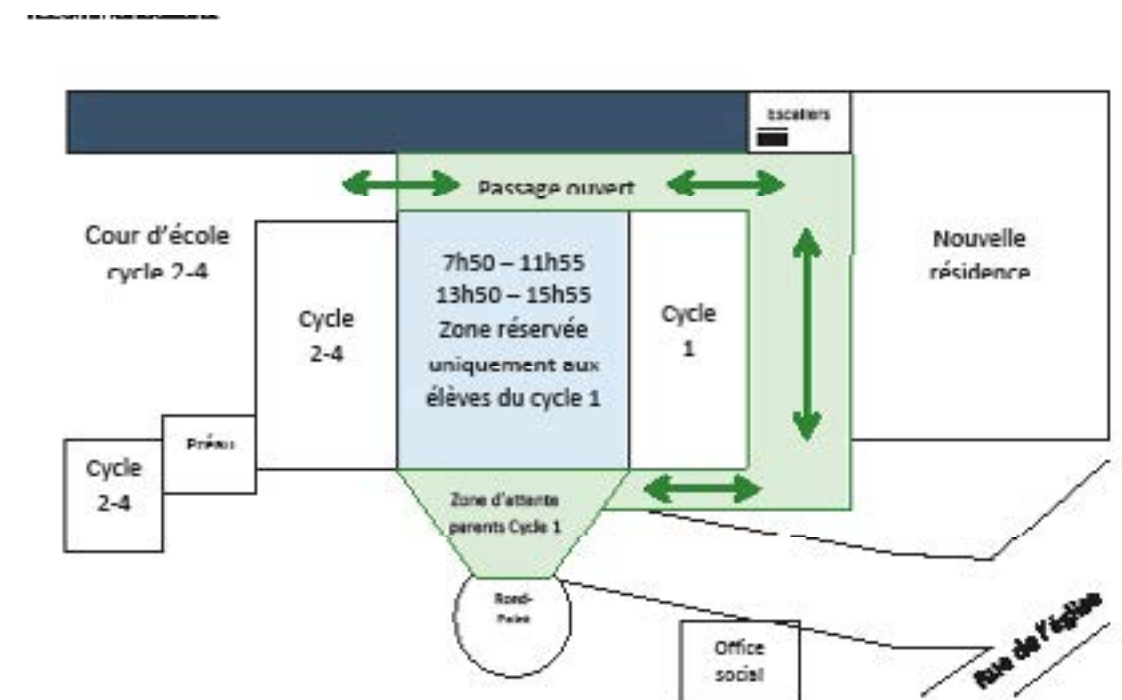 Escaliers
Passage ouvert
Cour d'école
cycle 2-4
Nouvelle
résidence
7h50 – 11h55
13h50 – 15h55
Zone réservée
uniquement aux
élèves du cycle 1
Cycle
2-4
Cycle
1
Préau
Cycle
2-4
Zone d'attente
parents Cycle 1
Rond-
Point
Office
social
Rue de l'église